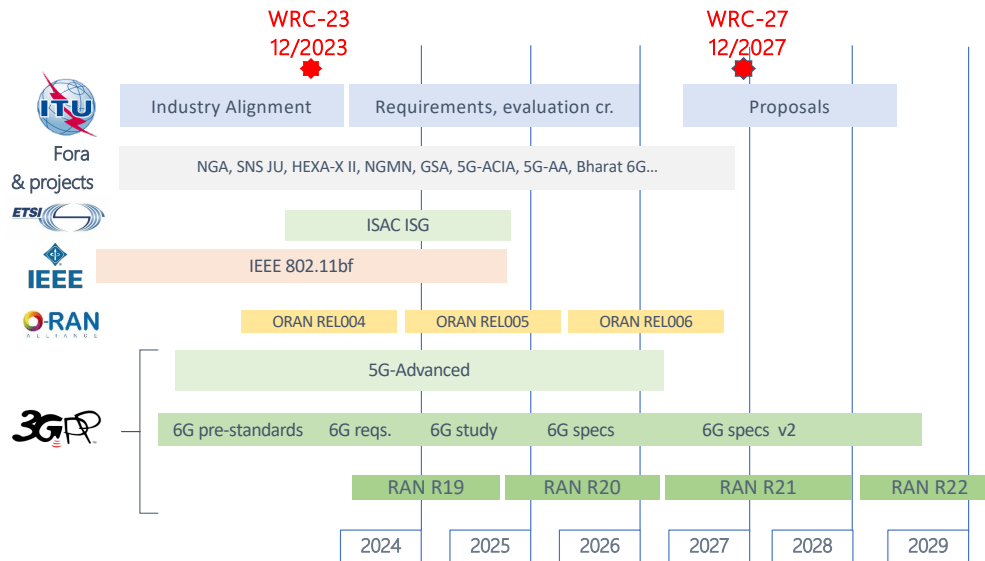 WRC-23
12/2023
WRC-27
12/2027
ITU
Industry Alignment
Requirements, evaluation cr.
Proposals
Fora
& projects
NGA, SNS JU, HEXA-X II, NGMN, GSA, 5G-ACIA, 5G-AA, Bharat 6G...
ETSI
ISAC ISG
IEEE
IEEE 802.11bf
O-RAN
ALLIANCE
ORAN REL004
ORAN REL005
ORAN REL006
5G-Advanced
3GPP
6G pre-standards
6G reqs.
6G study
6G specs
6G specs v2
RAN R19
RAN R20
RAN R21
RAN R22
2024
2025
2026
2027
2028
2029